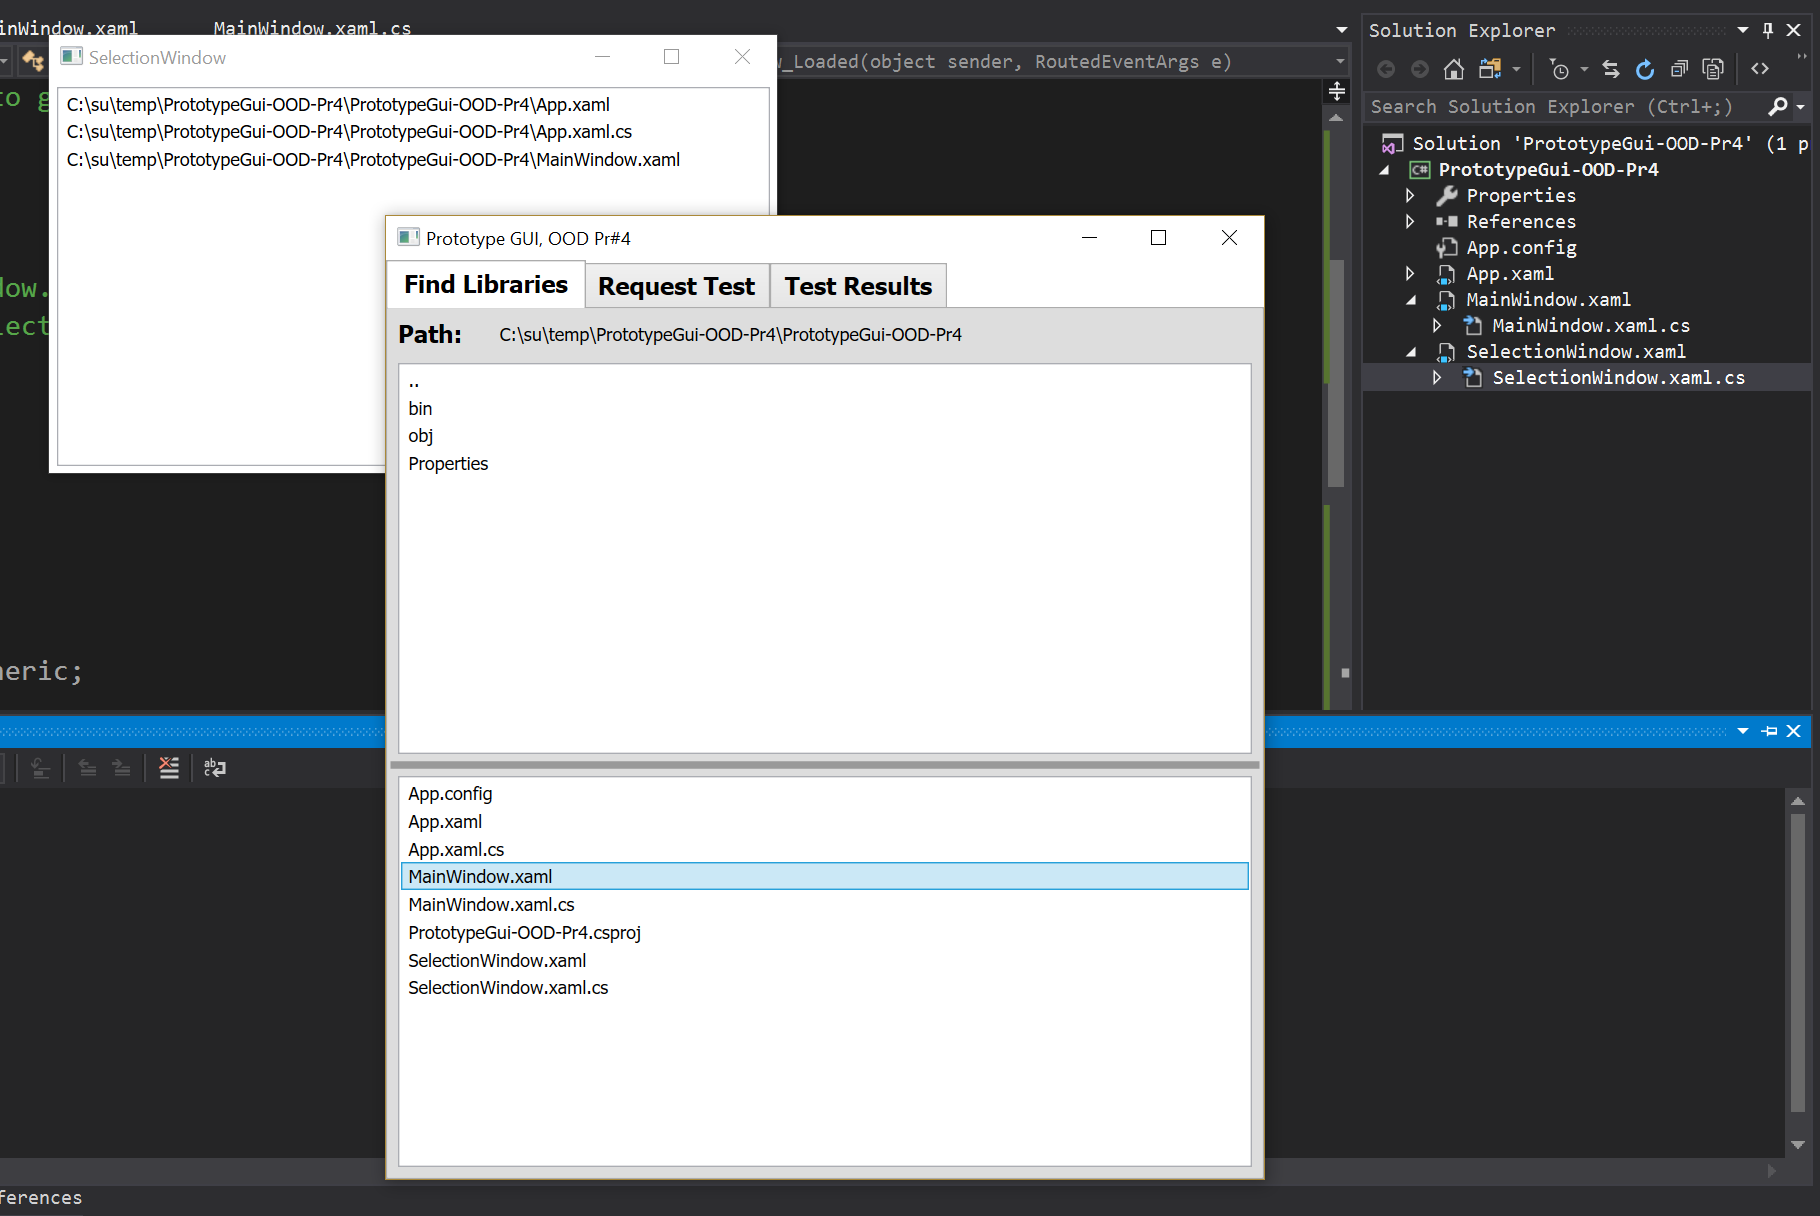 MainWindow.xaml.cs
SelectionWindow
_Loaded(object sender, RoutedEventArgs e)
to
C:\su\temp\PrototypeGui-OOD-Pr4\PrototypeGui-OOD-Pr4\App.xaml
C:\su\temp\PrototypeGui-OOD-Pr4\PrototypeGui-OOD-Pr4\App.xaml.cs
C:\su\temp\PrototypeGui-OOD-Pr4\PrototypeGui-OOD-Pr4\MainWindow.xaml
Prototype GUI, OOD Pr#4
Find Libraries Request Test Test Results
Path: C:\su\temp\PrototypeGui-OOD-Pr4\PrototypeGui-OOD-Pr4
..
bin
obj
Properties
App.config
App.xaml
App.xaml.cs
MainWindow.xaml
MainWindow.xaml.cs
PrototypeGui-OOD-Pr4.csproj
SelectionWindow.xaml
SelectionWindow.xaml.cs
Solution Explorer
Search Solution Explorer (Ctrl+;)
Solution 'PrototypeGui-OOD-Pr4' (1 p
C# PrototypeGui-OOD-Pr4
Properties
References
App.config
App.xaml
MainWindow.xaml
MainWindow.xaml.cs
SelectionWindow.xaml
SelectionWindow.xaml.cs
neric;
ferences